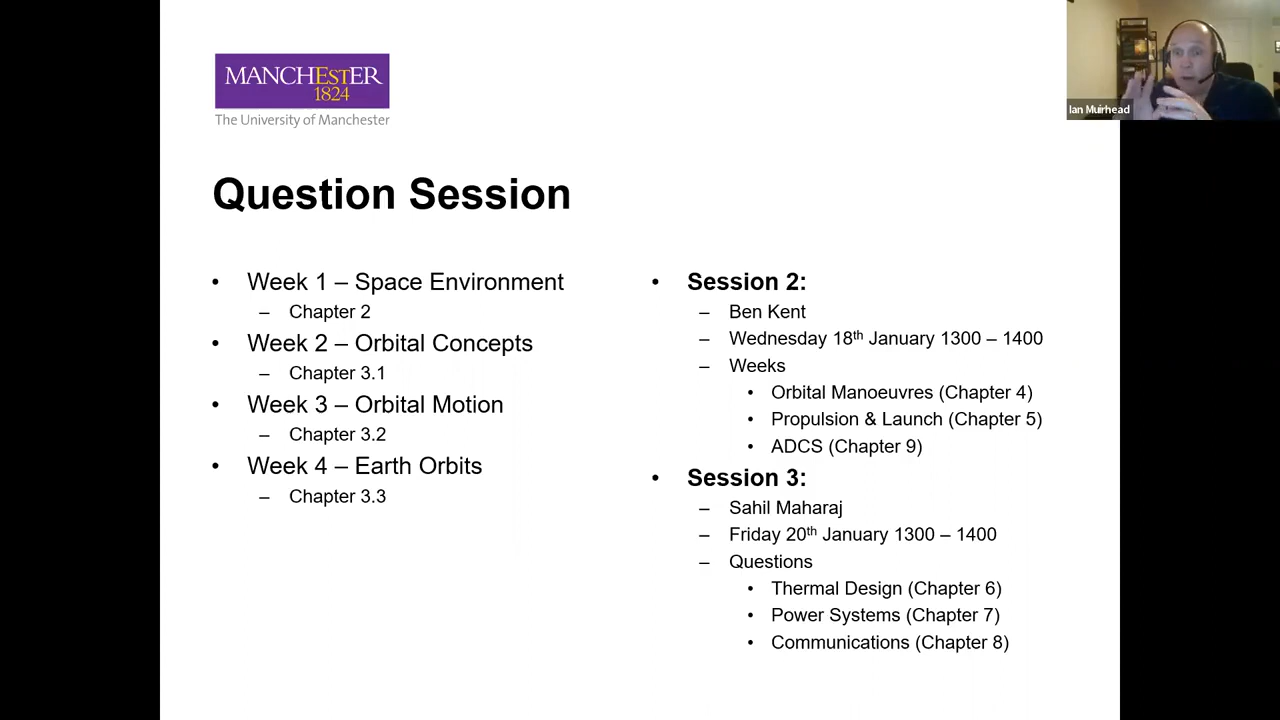 MANCHESTER
1824
The University of Manchester
Ian Muirhead
Question Session
• Week 1 – Space Environment
– Chapter 2
• Week 2 – Orbital Concepts
– Chapter 3.1
• Week 3 – Orbital Motion
– Chapter 3.2
• Week 4 – Earth Orbits
– Chapter 3.3
• Session 2:
– Ben Kent
– Wednesday 18th January 1300 – 1400
– Weeks
• Orbital Manoeuvres (Chapter 4)
• Propulsion & Launch (Chapter 5)
• ADCS (Chapter 9)
• Session 3:
– Sahil Maharaj
– Friday 20th January 1300 – 1400
– Questions
• Thermal Design (Chapter 6)
• Power Systems (Chapter 7)
• Communications (Chapter 8)